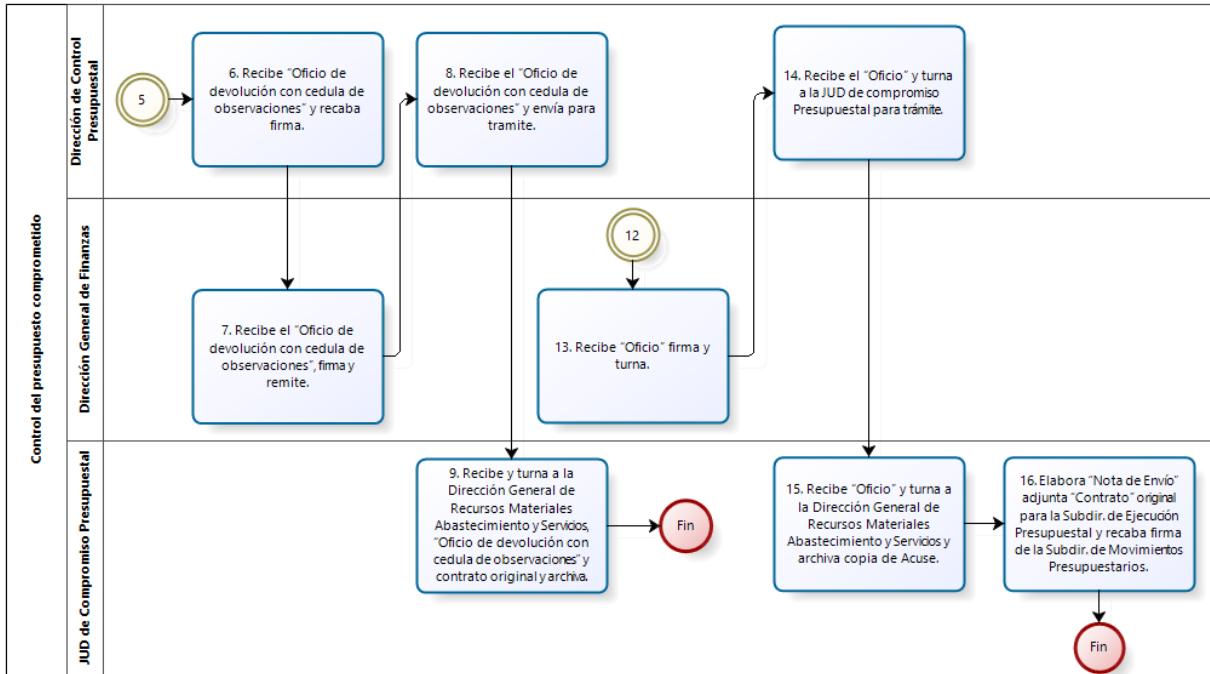 Control del presupuesto comprometido
Dirección de Control
Presupuestal
5
6. Recibe “Oficio de
devolución con cedula de
observaciones” y recaba
firma.
8. Recibe el “Oficio de
devolución con cedula de
observaciones” y envía para
tramite.
14. Recibe el “Oficio” y turna
a la JUD de compromiso
Presupuestal para trámite.
Dirección General de Finanzas
7. Recibe el “Oficio de
devolución con cedula de
observaciones”, firma y
remite.
12
13. Recibe “Oficio” firma y
turna.
JUD de Compromiso Presupuestal
9. Recibe y turna a la
Dirección General de
Recursos Materiales
Abastecimiento y Servicios,
“Oficio de devolución con
cedula de observaciones” y
contrato original y archiva.
Fin
15. Recibe “Oficio” y turna a
la Dirección General de
Recursos Materiales
Abastecimiento y Servicios y
archiva copia de Acuse.
16. Elabora “Nota de Envío”
adjunta “Contrato” original
para la Subdir. de Ejecución
Presupuestal y recaba firma
de la Subdir. de Movimientos
Presupuestarios.
Fin